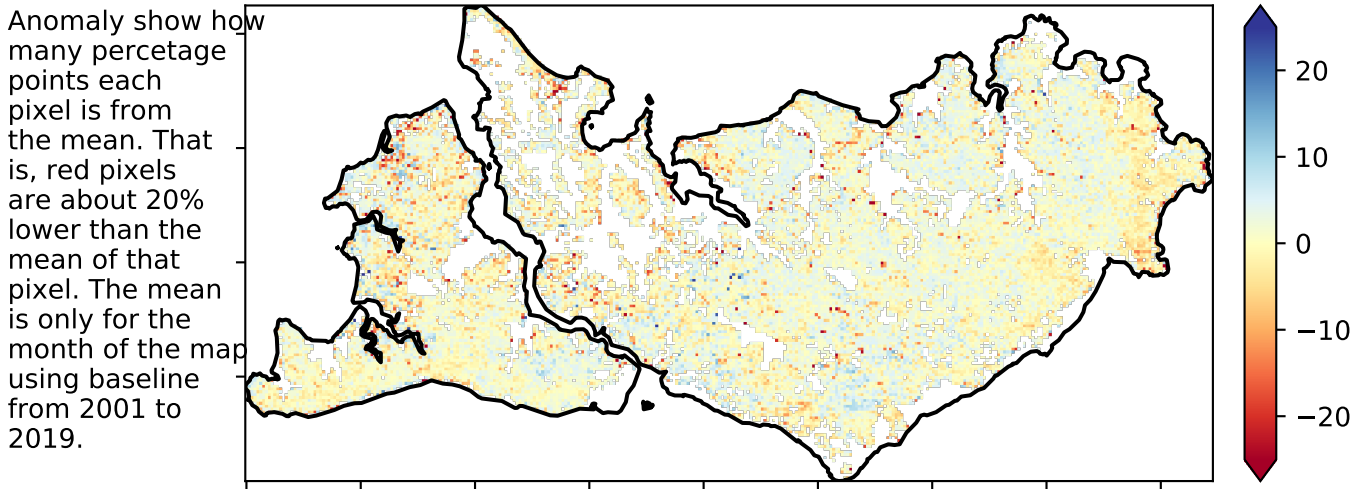 Anomaly show how
many percetage
points each
pixel is from
the mean. That
is, red pixels
are about 20%
lower than the
mean of that
pixel. The mean
is only for the
month of the map
using baseline
from 2001 to
2019.
20
10
0
−10
−20